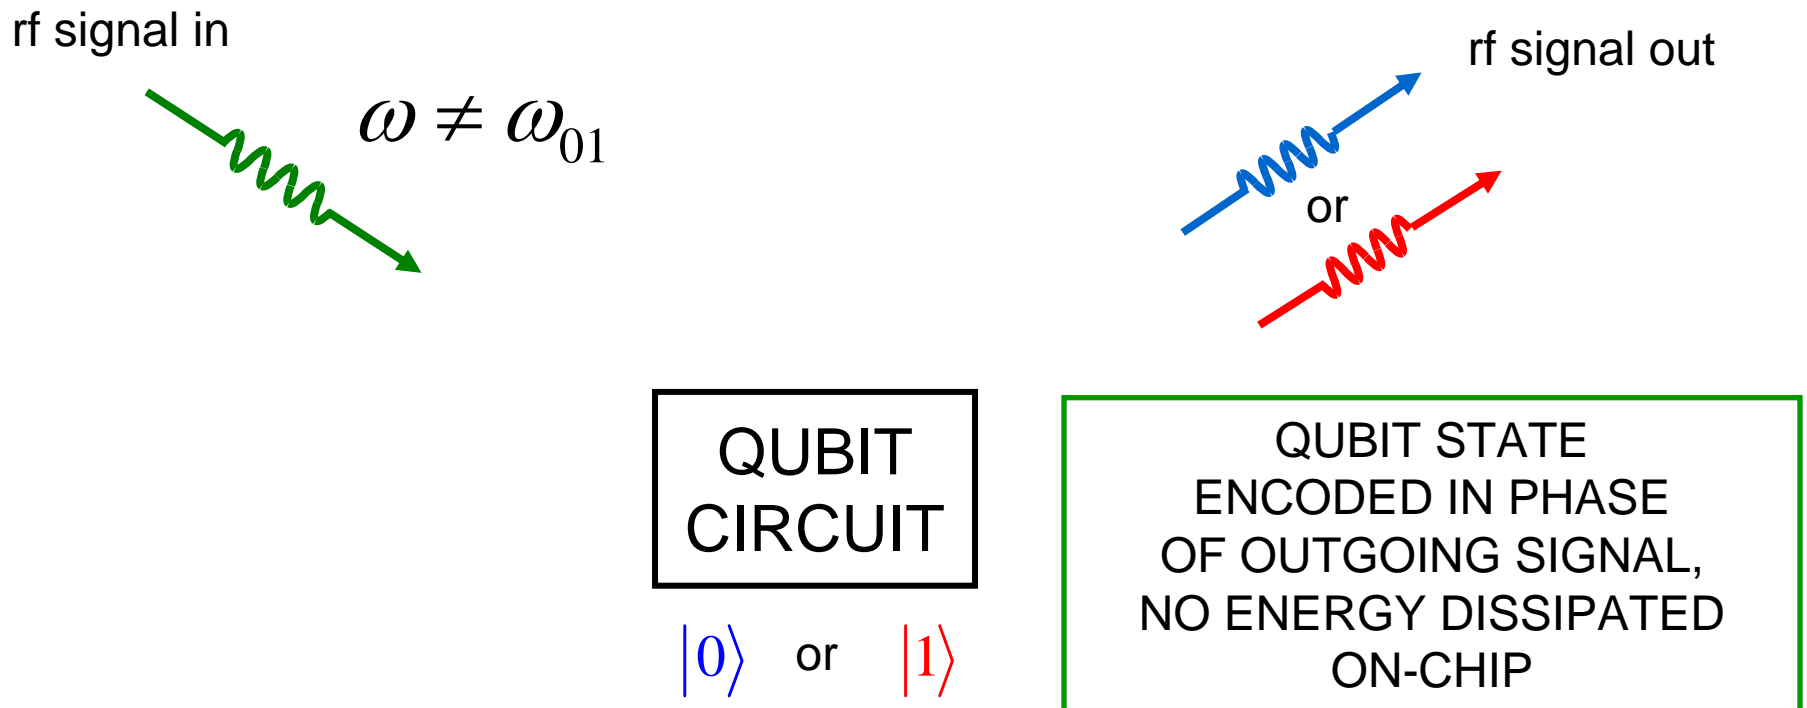 rf signal in
ω ≠ ω₀₁
rf signal out
or
QUBIT
CIRCUIT
|0⟩ or |1⟩
QUBIT STATE
ENCODED IN PHASE
OF OUTGOING SIGNAL,
NO ENERGY DISSIPATED
ON-CHIP